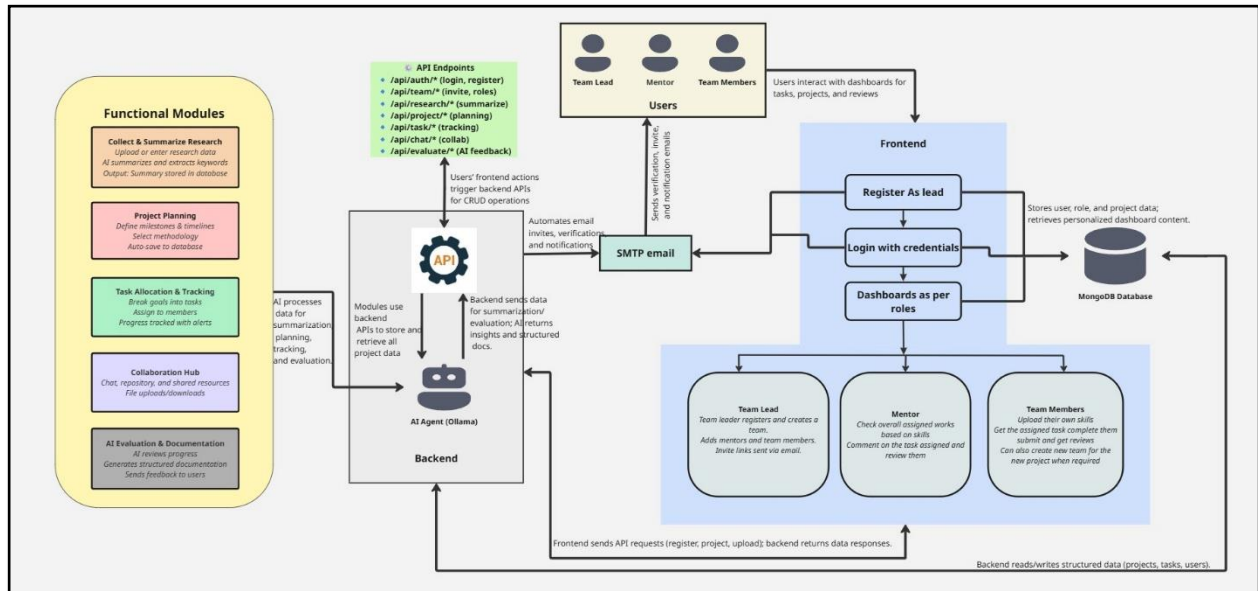 Functional Modules
Collect & Summarize Research
Upload or enter research data
AI summarizes and extracts keywords
Output: Summary stored in database
Project Planning
Define milestones & timelines
Select methodology
Auto-save to database
Task Allocation & Tracking
Break goals into tasks
Assign to members
Progress tracked with alerts
Collaboration Hub
Chat, repository, and shared resources
File uploads/downloads
AI Evaluation & Documentation
AI reviews progress
Generates structured documentation
Sends feedback to users
AI processes
data for
summarization
planning,
tracking,
and evaluation.
API Endpoints
/api/auth/* (login, register)
/api/team/* (invite, roles)
/api/research/* (summarize)
/api/project/* (planning)
/api/task/* (tracking)
/api/chat/* (collab)
/api/evaluate/* (AI feedback)
Users' frontend actions
trigger backend APIs
for CRUD operations
API
Modules use
backend
APIs to store and
retrieve all
project data
Backend sends data
for summarization/
evaluation; AI returns
insights and structured
docs.
AI Agent (Ollama)
Backend
Automates email
invites, verifications
and notifications
SMTP email
Sends verification, invite,
and notification emails
Team Lead
Mentor
Team Members
Users
Users interact with dashboards for
tasks, projects, and reviews
Frontend
Register As lead
Login with credentials
Dashboards as per
roles
Stores user, role, and project data;
retrieves personalized dashboard content.
MongoDB Database
Team Lead
Team leader registers and creates a
team.
Adds mentors and team members.
Invite links sent via email.
Mentor
Check overall assigned works
based on skills
Comment on the task assigned and
review them
Team Members
Upload their own skills
Get the assigned task complete them
submit and get reviews
Can also create new team for the
new project when required
Frontend sends API requests (register, project, upload); backend returns data responses.
Backend reads/writes structured data (projects, tasks, users).